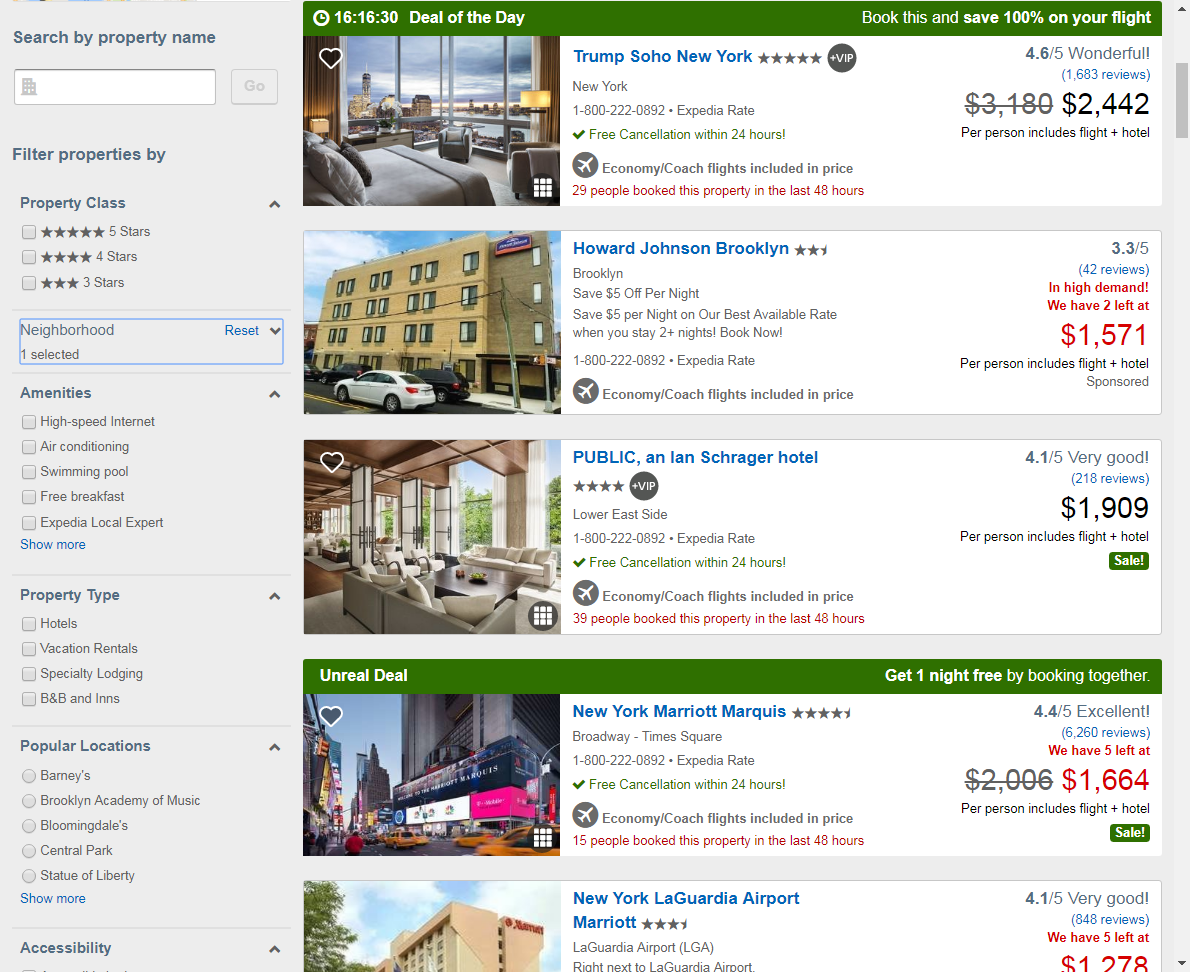 Search by property name
Go
Filter properties by
Property Class
5 Stars
4 Stars
3 Stars
Neighborhood Reset
1 selected
Amenities
High-speed Internet
Air conditioning
Swimming pool
Free breakfast
Expedia Local Expert
Show more
Property Type
Hotels
Vacation Rentals
Specialty Lodging
B&B and Inns
Popular Locations
Barney's
Brooklyn Academy of Music
Bloomingdale's
Central Park
Statue of Liberty
Show more
Accessibility
16:16:30 Deal of the Day Book this and save 100% on your flight
Trump Soho New York +VIP
4.6/5 Wonderful!
New York
(1,683 reviews)
$3,180 $2,442
1-800-222-0892 • Expedia Rate
Per person includes flight + hotel
Free Cancellation within 24 hours!
Economy/Coach flights included in price
29 people booked this property in the last 48 hours
Howard Johnson Brooklyn
3.3/5
Brooklyn
(42 reviews)
Save $5 Off Per Night
In high demand!
We have 2 left at
Save $5 per Night on Our Best Available Rate
when you stay 2+ nights! Book Now!
$1,571
1-800-222-0892 • Expedia Rate
Per person includes flight + hotel
Sponsored
Economy/Coach flights included in price
PUBLIC, an Ian Schrager hotel
4.1/5 Very good!
+VIP
(218 reviews)
Lower East Side
$1,909
1-800-222-0892 • Expedia Rate
Per person includes flight + hotel
Free Cancellation within 24 hours!
Sale!
Economy/Coach flights included in price
39 people booked this property in the last 48 hours
Unreal Deal Get 1 night free by booking together.
New York Marriott Marquis
4.4/5 Excellent!
Broadway - Times Square
(6,260 reviews)
We have 5 left at
1-800-222-0892 • Expedia Rate
$2,006 $1,664
Free Cancellation within 24 hours!
Per person includes flight + hotel
Economy/Coach flights included in price
Sale!
15 people booked this property in the last 48 hours
WELCOME TO THE MARRIOTT MARQUIS
T-Mobile
New York LaGuardia Airport
Marriott
4.1/5 Very good!
(848 reviews)
LaGuardia Airport (LGA)
We have 5 left at
Right next to LaGuardia Airport.
$1,278
Marriott